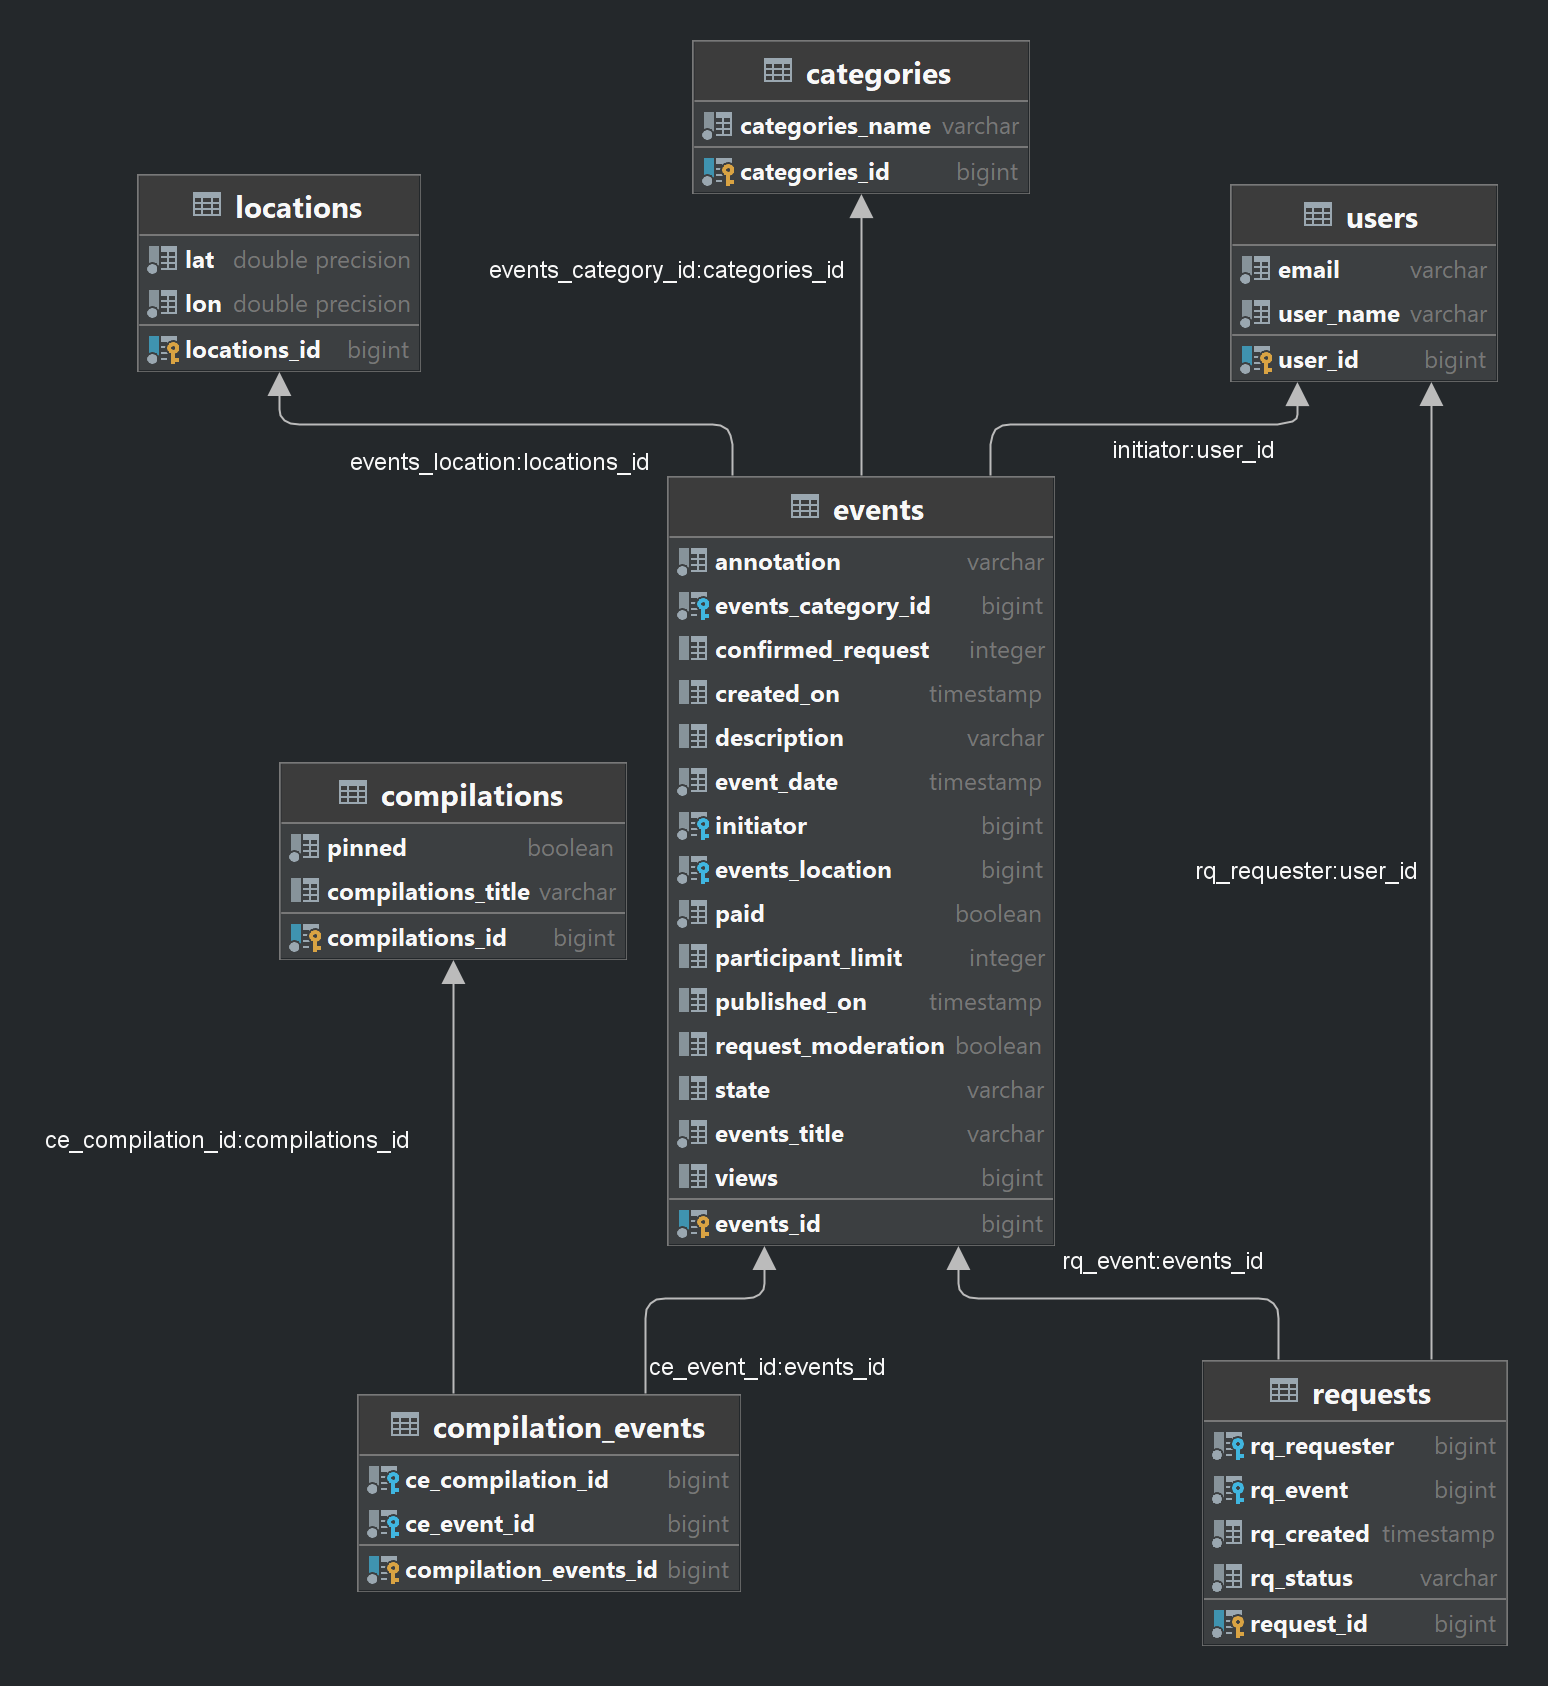 categories
categories_name varchar
categories_id bigint
locations
lat double precision
lon double precision
locations_id bigint
users
email varchar
user_name varchar
user_id bigint
events_category_id:categories_id
events_location:locations_id
initiator:user_id
events
annotation varchar
events_category_id bigint
confirmed_request integer
created_on timestamp
description varchar
event_date timestamp
initiator bigint
events_location bigint
paid boolean
participant_limit integer
published_on timestamp
request_moderation boolean
state varchar
events_title varchar
views bigint
events_id bigint
compilations
pinned boolean
compilations_title varchar
compilations_id bigint
rq_requester:user_id
ce_compilation_id:compilations_id
rq_event:events_id
ce_event_id:events_id
compilation_events
ce_compilation_id bigint
ce_event_id bigint
compilation_events_id bigint
requests
rq_requester bigint
rq_event bigint
rq_created timestamp
rq_status varchar
request_id bigint